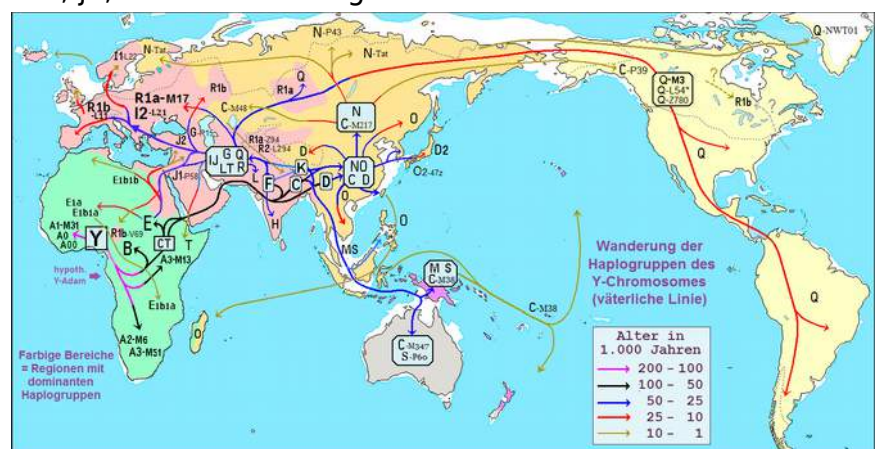 I1L22
N-Tat
N-P43
N-Tat
Q-NWT01
C-P39
Q-M3
Q-L54*
Q-Z780
?
R1b
R1b
-L11
R1a-M17
I2-L21
R1b
R1a
Q
C-M48
N
C-M217
G
J2
R1a-Z94
R2-L294
IJ G Q
LT R
L
F
K
C
D
D
NO
C D
O
D2
O2-47z
O
O
H
J1-P58
E1b1b
E1a
E1b1a
A1-M31
A0
A00
Y
R1b-V69
E
CT
T
B
A3-M13
E1b1a
hypoth.
Y-Adam
A2-M6
A3-M51
O
MS
M S
C-M38
C-M38
C-M347
S-P60
Q
Q
Wanderung der
Haplogruppen des
Y-Chromosomes
(väterliche Linie)
Farbige Bereiche
= Regionen mit
dominanten
Haplogruppen
Alter in
1.000 Jahren
200 - 100
100 - 50
50 - 25
25 - 10
10 - 1